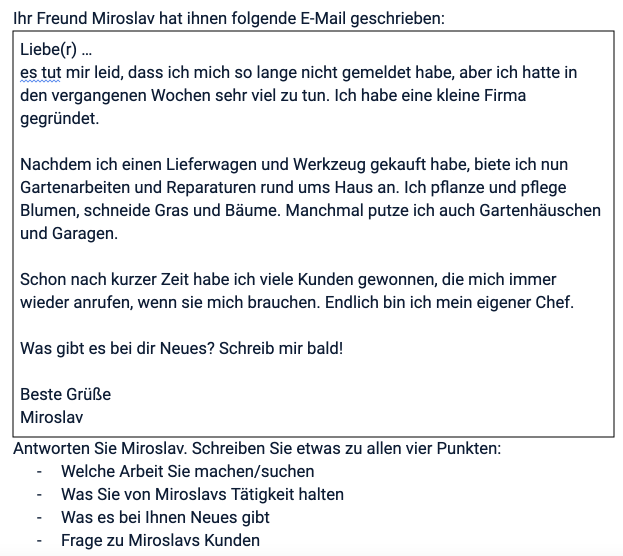 Ihr Freund Miroslav hat ihnen folgende E-Mail geschrieben:
Liebe(r) ...
es tut mir leid, dass ich mich so lange nicht gemeldet habe, aber ich hatte in
den vergangenen Wochen sehr viel zu tun. Ich habe eine kleine Firma
gegründet.
Nachdem ich einen Lieferwagen und Werkzeug gekauft habe, biete ich nun
Gartenarbeiten und Reparaturen rund ums Haus an. Ich pflanze und pflege
Blumen, schneide Gras und Bäume. Manchmal putze ich auch Gartenhäuschen
und Garagen.
Schon nach kurzer Zeit habe ich viele Kunden gewonnen, die mich immer
wieder anrufen, wenn sie mich brauchen. Endlich bin ich mein eigener Chef.
Was gibt es bei dir Neues? Schreib mir bald!
Beste Grüße
Miroslav
Antworten Sie Miroslav. Schreiben Sie etwas zu allen vier Punkten:
- Welche Arbeit Sie machen/suchen
- Was Sie von Miroslavs Tätigkeit halten
- Was es bei Ihnen Neues gibt
- Frage zu Miroslavs Kunden